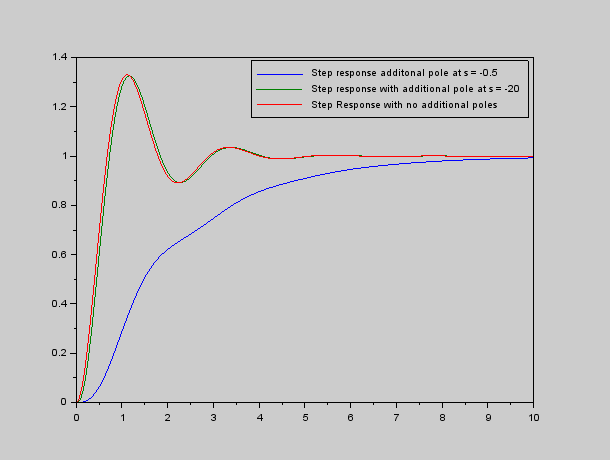 1.4
Step response additonal pole at s = -0.5
Step response with additional pole at s = -20
Step Response with no additional poles
1.2
1
0.8
0.6
0.4
0.2
0
0 1 2 3 4 5 6 7 8 9 10